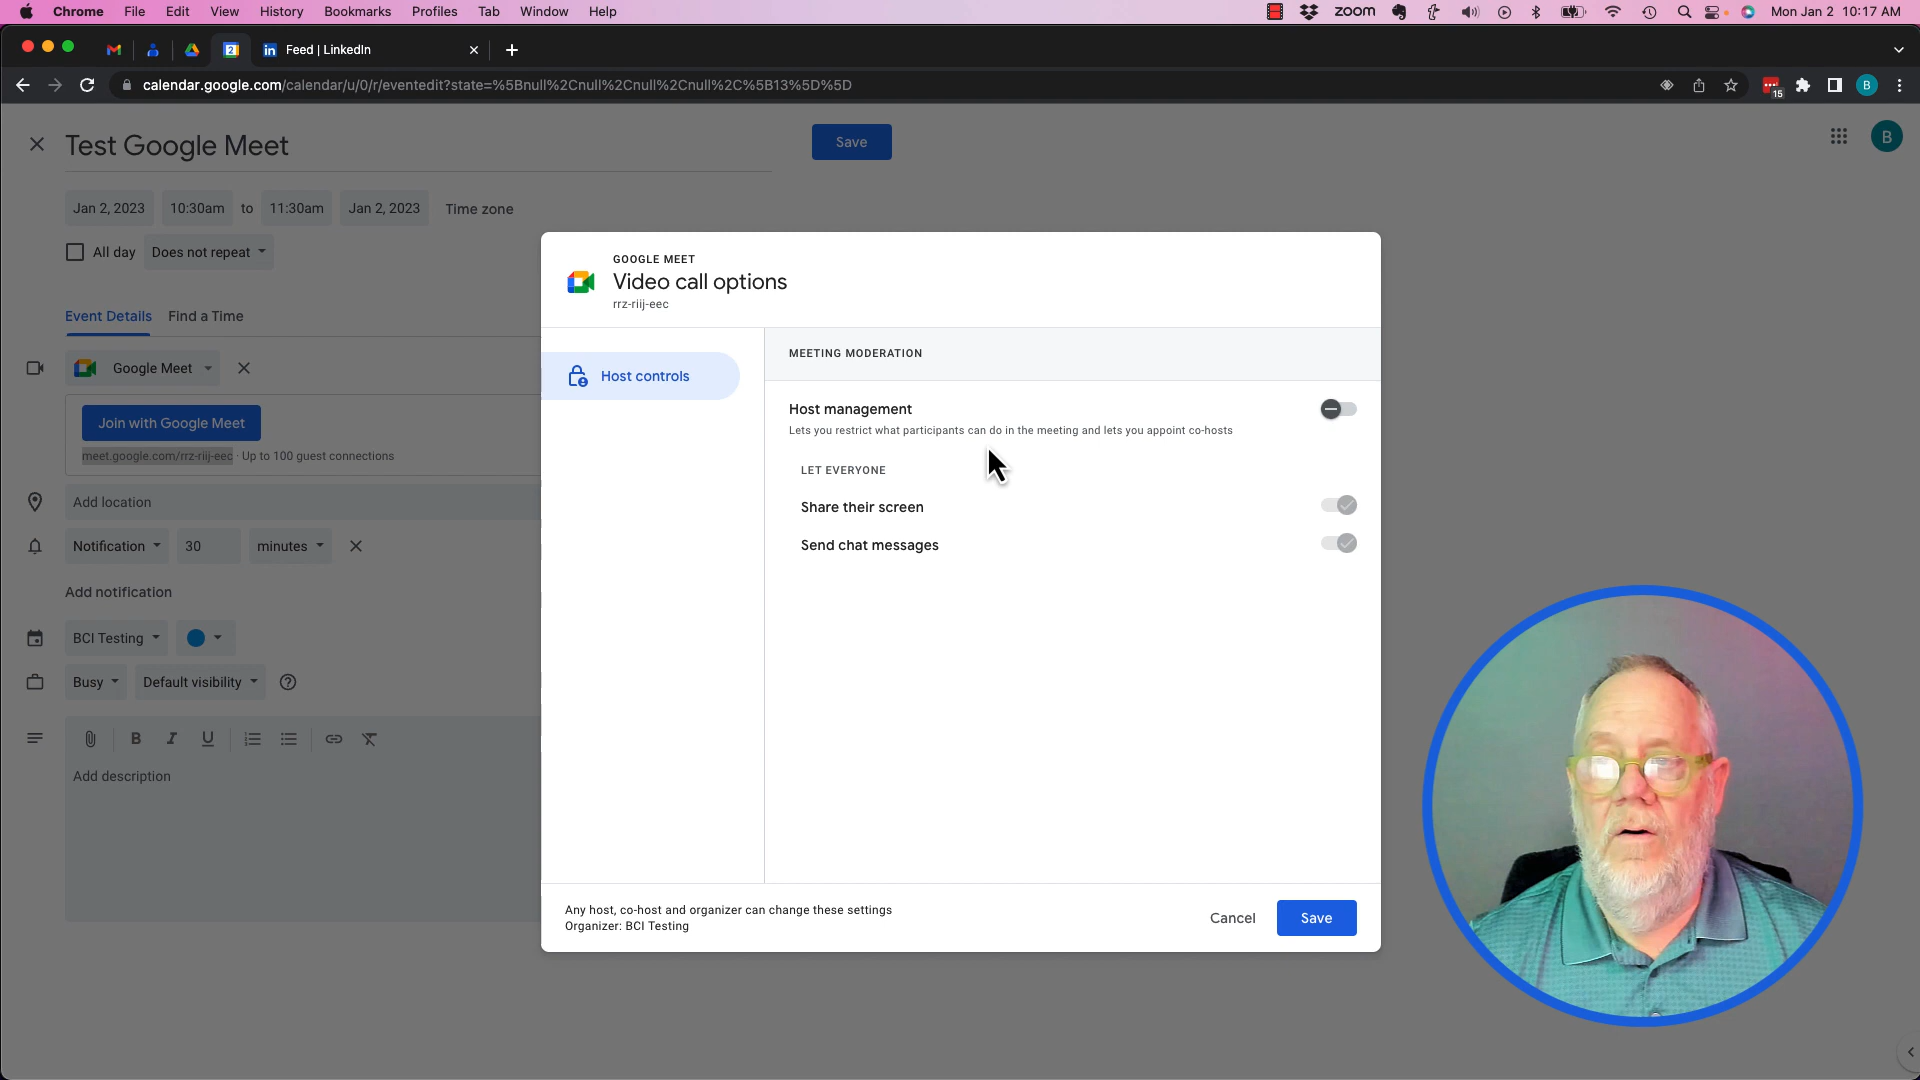 Chrome File Edit View History Bookmarks Profiles Tab Window Help zoom Mon Jan 2 10:17 AM
2 in Feed | LinkedIn
calendar.google.com/calendar/u/0/r/eventedit?state=%5Bnull%2Cnull%2Cnull%2Cnull%2C%5B13%5D%5D 15 B
Test Google Meet Save B
Jan 2, 2023 10:30am to 11:30am Jan 2, 2023 Time zone
All day Does not repeat
Event Details Find a Time
Google Meet
Join with Google Meet
meet.google.com/rrz-riij-eec · Up to 100 guest connections
Add location
Notification 30 minutes
Add notification
BCI Testing
Busy Default visibility
B I U
Add description
GOOGLE MEET
Video call options
rrz-riij-eec
Host controls
MEETING MODERATION
Host management
Lets you restrict what participants can do in the meeting and lets you appoint co-hosts
LET EVERYONE
Share their screen
Send chat messages
Any host, co-host and organizer can change these settings
Organizer: BCI Testing
Cancel Save